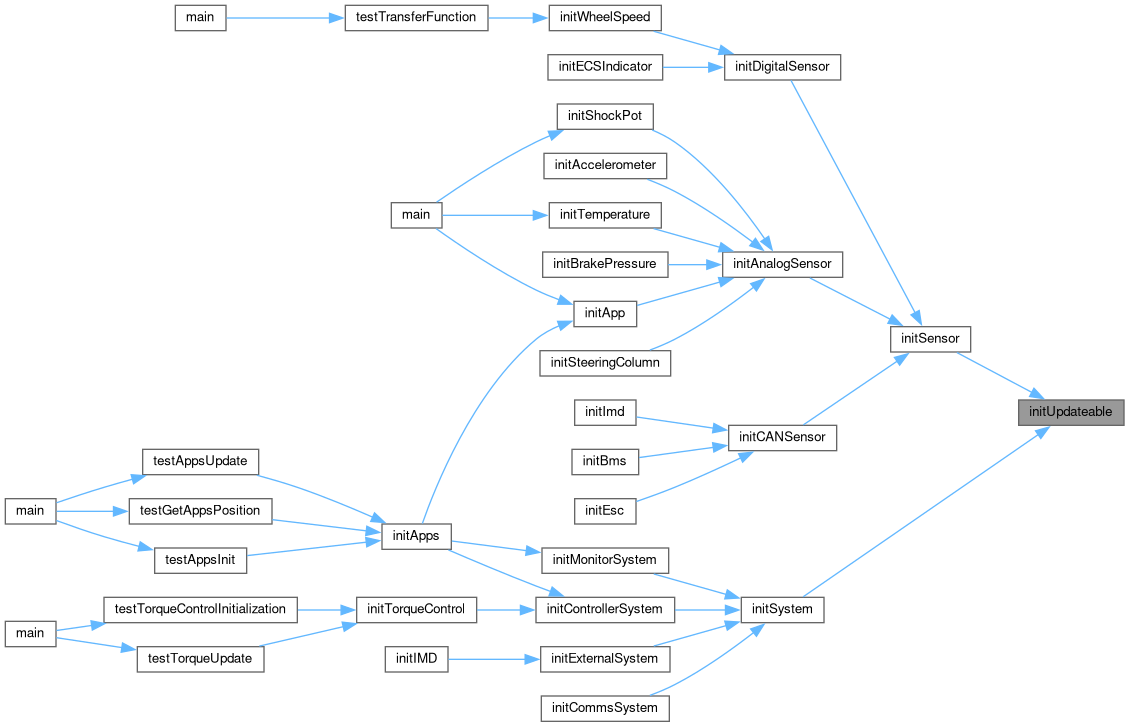 main
testTransferFunction
initWheelSpeed
initECSIndicator
initDigitalSensor
initShockPot
initAccelerometer
main
initTemperature
initBrakePressure
initAnalogSensor
initApp
initSensor
initSteeringColumn
initImd
initUpdateable
initCANSensor
initBms
testAppsUpdate
main
testGetAppsPosition
initEsc
initApps
testAppsInit
initMonitorSystem
testTorqueControlInitialization
initTorqueControl
initControllerSystem
initSystem
main
testTorqueUpdate
initIMD
initExternalSystem
initCommsSystem